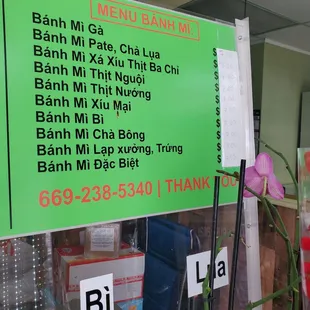 MENU BÁNH MÌ.
Bánh Mì Gà
Bánh Mì Pate, Chả Lụa
Bánh Mì Xá Xíu Thịt Ba Chỉ
Bánh Mì Thịt Nguội
Bánh Mì Thịt Nướng
Bánh Mì Xíu Mại
Bánh Mì Bì
Bánh Mì Chà Bông
Bánh Mì Lạp xưởng, Trứng
Bánh Mì Đặc Biệt
669-238-5340 | THANK
Bì